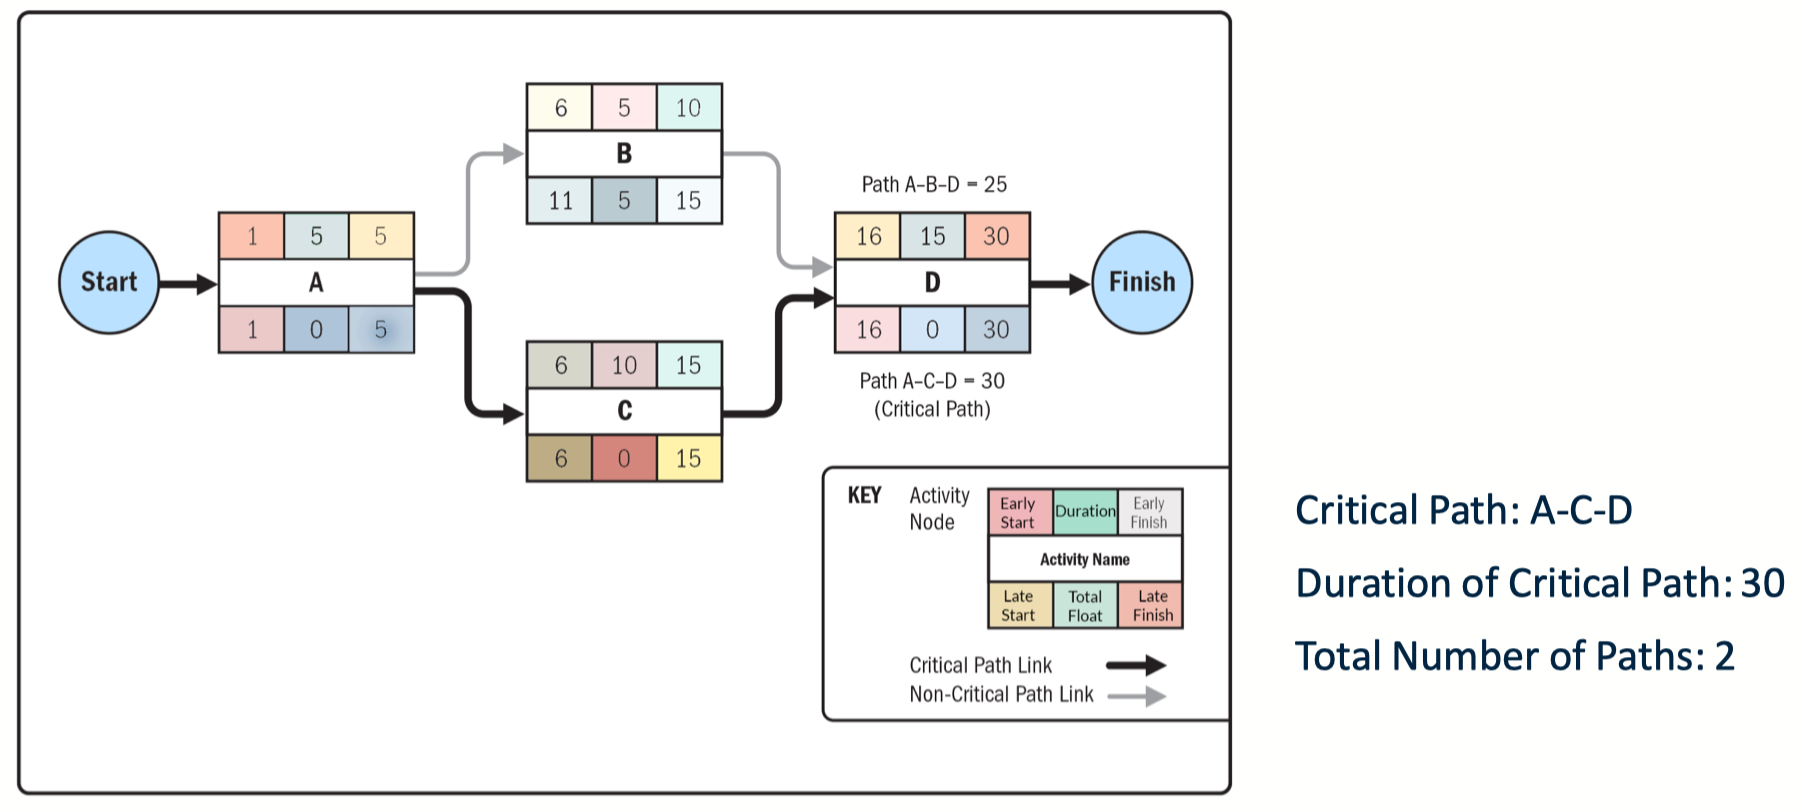 Start
1 5 5
A
1 0 5
6 5 10
B
11 5 15
6 10 15
C
6 0 15
Path A–B–D = 25
16 15 30
D
16 0 30
Path A–C–D = 30
(Critical Path)
Finish
KEY
Activity
Node
Early
Start
Duration
Early
Finish
Activity Name
Late
Start
Total
Float
Late
Finish
Critical Path Link
Non-Critical Path Link
Critical Path: A-C-D
Duration of Critical Path: 30
Total Number of Paths: 2